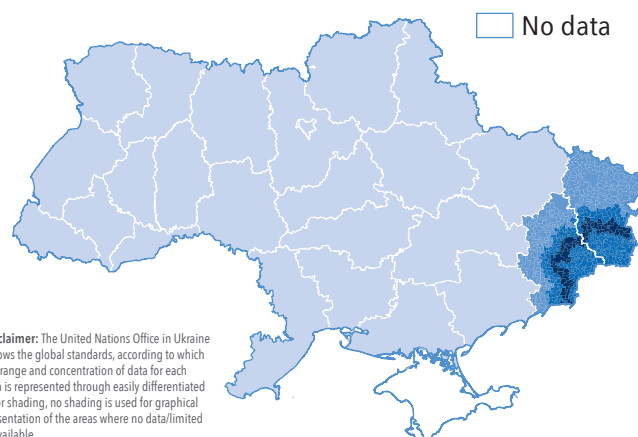 No data
claimer: The United Nations Office in Ukraine
ows the global standards, according to which
range and concentration of data for each
is represented through easily differentiated
or shading, no shading is used for graphical
sentation of the areas where no data/limited
vailable